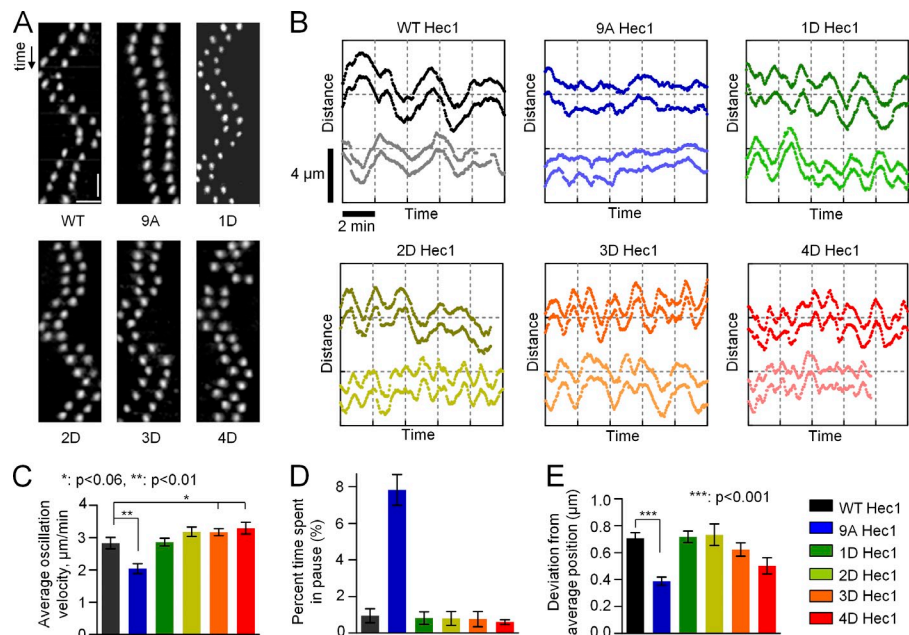 A
time
WT
9A
1D
2D
3D
4D
B
WT Hec1
9A Hec1
1D Hec1
Distance
Distance
Distance
4 µm
2 min
Time
Time
Time
2D Hec1
3D Hec1
4D Hec1
Distance
Distance
Distance
Time
Time
Time
C
*: p<0.06, **: p<0.01
Average oscillation
velocity, µm/min
4
3
2
1
0
**
*
D
Percent time spent
in pause (%)
8
6
4
2
0
E
***: p<0.001
Deviation from
average position (µm)
1.0
0.8
0.6
0.4
0.2
0.0
***
WT Hec1
9A Hec1
1D Hec1
2D Hec1
3D Hec1
4D Hec1